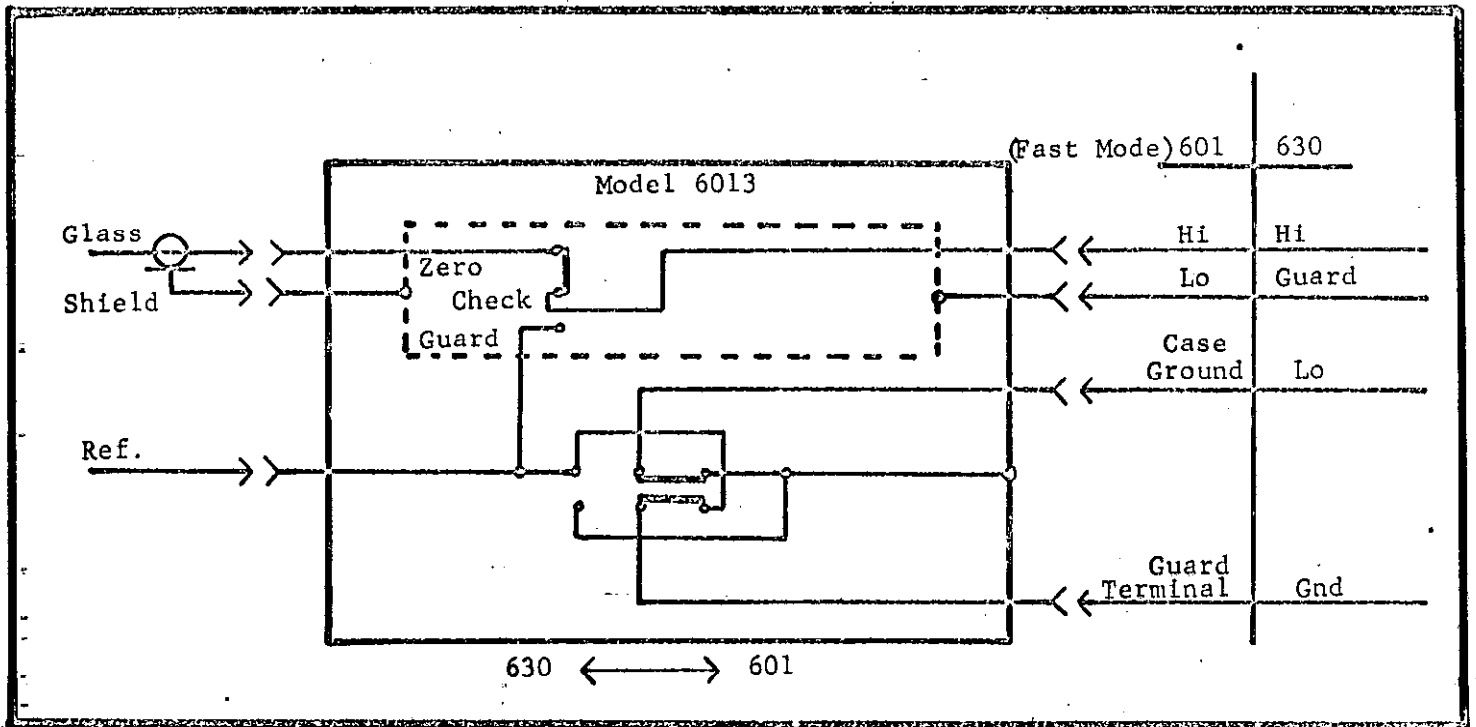 (Fast Mode) 601 630
Model 6013
Glass
Hi Hi
Zero
Lo Guard
Shield
Check
Guard
Case
Ground Lo
Ref.
Guard
Terminal Gnd
630 601